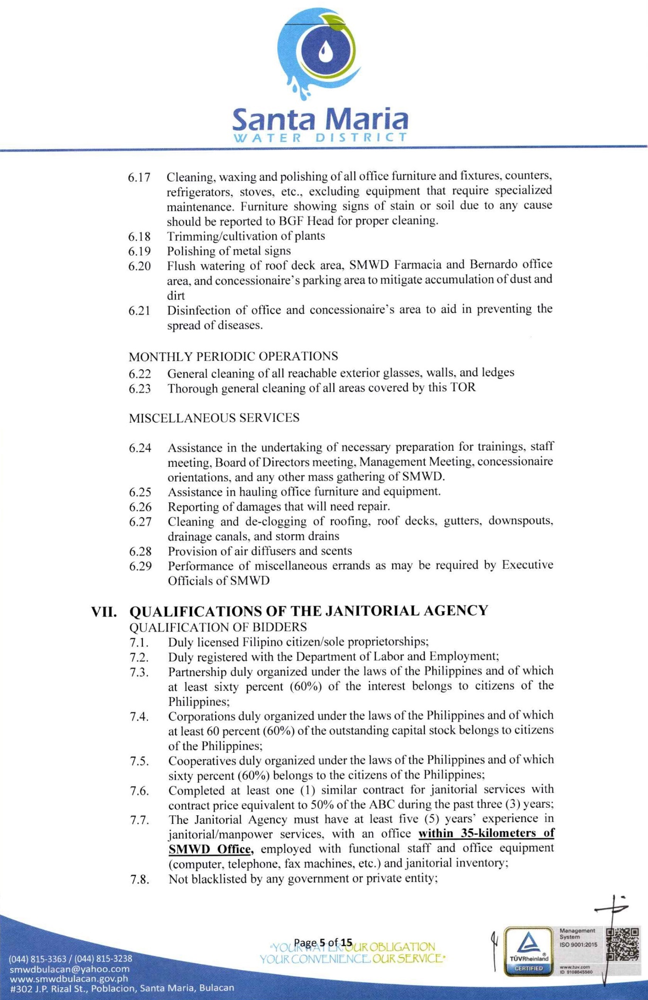 Santa Maria
WATER DISTRICT
6.17 Cleaning, waxing and polishing of all office furniture and fixtures, counters,
refrigerators, stoves, etc., excluding equipment that require specialized
maintenance. Furniture showing signs of stain or soil due to any cause
should be reported to BGF Head for proper cleaning.
6.18 Trimming/cultivation of plants
6.19 Polishing of metal signs
6.20 Flush watering of roof deck area, SMWD Farmacia and Bernardo office
area, and concessionaire's parking area to mitigate accumulation of dust and
dirt
6.21 Disinfection of office and concessionaire's area to aid in preventing the
spread of diseases.
MONTHLY PERIODIC OPERATIONS
6.22 General cleaning of all reachable exterior glasses, walls, and ledges
6.23 Thorough general cleaning of all areas covered by this TOR
MISCELLANEOUS SERVICES
6.24 Assistance in the undertaking of necessary preparation for trainings, staff
meeting, Board of Directors meeting, Management Meeting, concessionaire
orientations, and any other mass gathering of SMWD.
6.25 Assistance in hauling office furniture and equipment.
6.26 Reporting of damages that will need repair.
6.27 Cleaning and de-clogging of roofing, roof decks, gutters, downspouts,
drainage canals, and storm drains
6.28 Provision of air diffusers and scents
6.29 Performance of miscellaneous errands as may be required by Executive
Officials of SMWD
VII. QUALIFICATIONS OF THE JANITORIAL AGENCY
QUALIFICATION OF BIDDERS
7.1. Duly licensed Filipino citizen/sole proprietorships;
7.2. Duly registered with the Department of Labor and Employment;
7.3. Partnership duly organized under the laws of the Philippines and of which
at least sixty percent (60%) of the interest belongs to citizens of the
Philippines;
7.4. Corporations duly organized under the laws of the Philippines and of which
at least 60 percent (60%) of the outstanding capital stock belongs to citizens
of the Philippines;
7.5. Cooperatives duly organized under the laws of the Philippines and of which
sixty percent (60%) belongs to the citizens of the Philippines;
7.6. Completed at least one (1) similar contract for janitorial services with
contract price equivalent to 50% of the ABC during the past three (3) years;
7.7. The Janitorial Agency must have at least five (5) years' experience in
janitorial/manpower services, with an office within 35-kilometers of
SMWD Office, employed with functional staff and office equipment
(computer, telephone, fax machines, etc.) and janitorial inventory;
7.8. Not blacklisted by any government or private entity;
Page 5 of 15
"YOUR WATER, OUR OBLIGATION
YOUR CONVENIENCE, OUR SERVICE"
(044) 815-3363 / (044) 815-3238
smwdbulacan@yahoo.com
www.smwdbulacan.gov.ph
#302 J.P. Rizal St., Poblacion, Santa Maria, Bulacan
TÜVRheinland®
CERTIFIED
Management
System
ISO 9001:2015
www.tuv.com
ID 9108645560